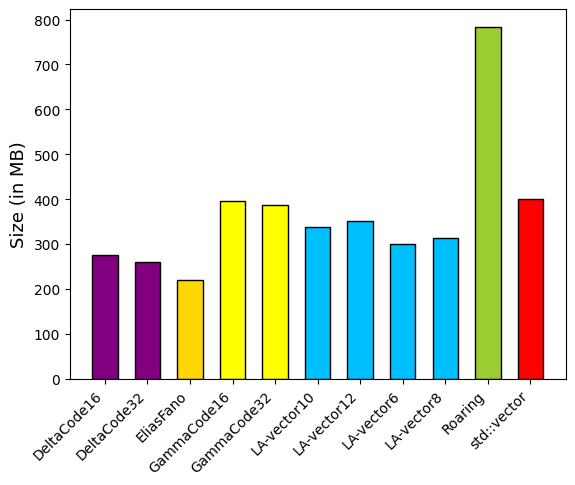 Size (in MB)
800
700
600
500
400
300
200
100
0
DeltaCode16
DeltaCode32
EliasFano
GammaCode16
GammaCode32
LA-vector10
LA-vector12
LA-vector6
LA-vector8
Roaring
std::vector